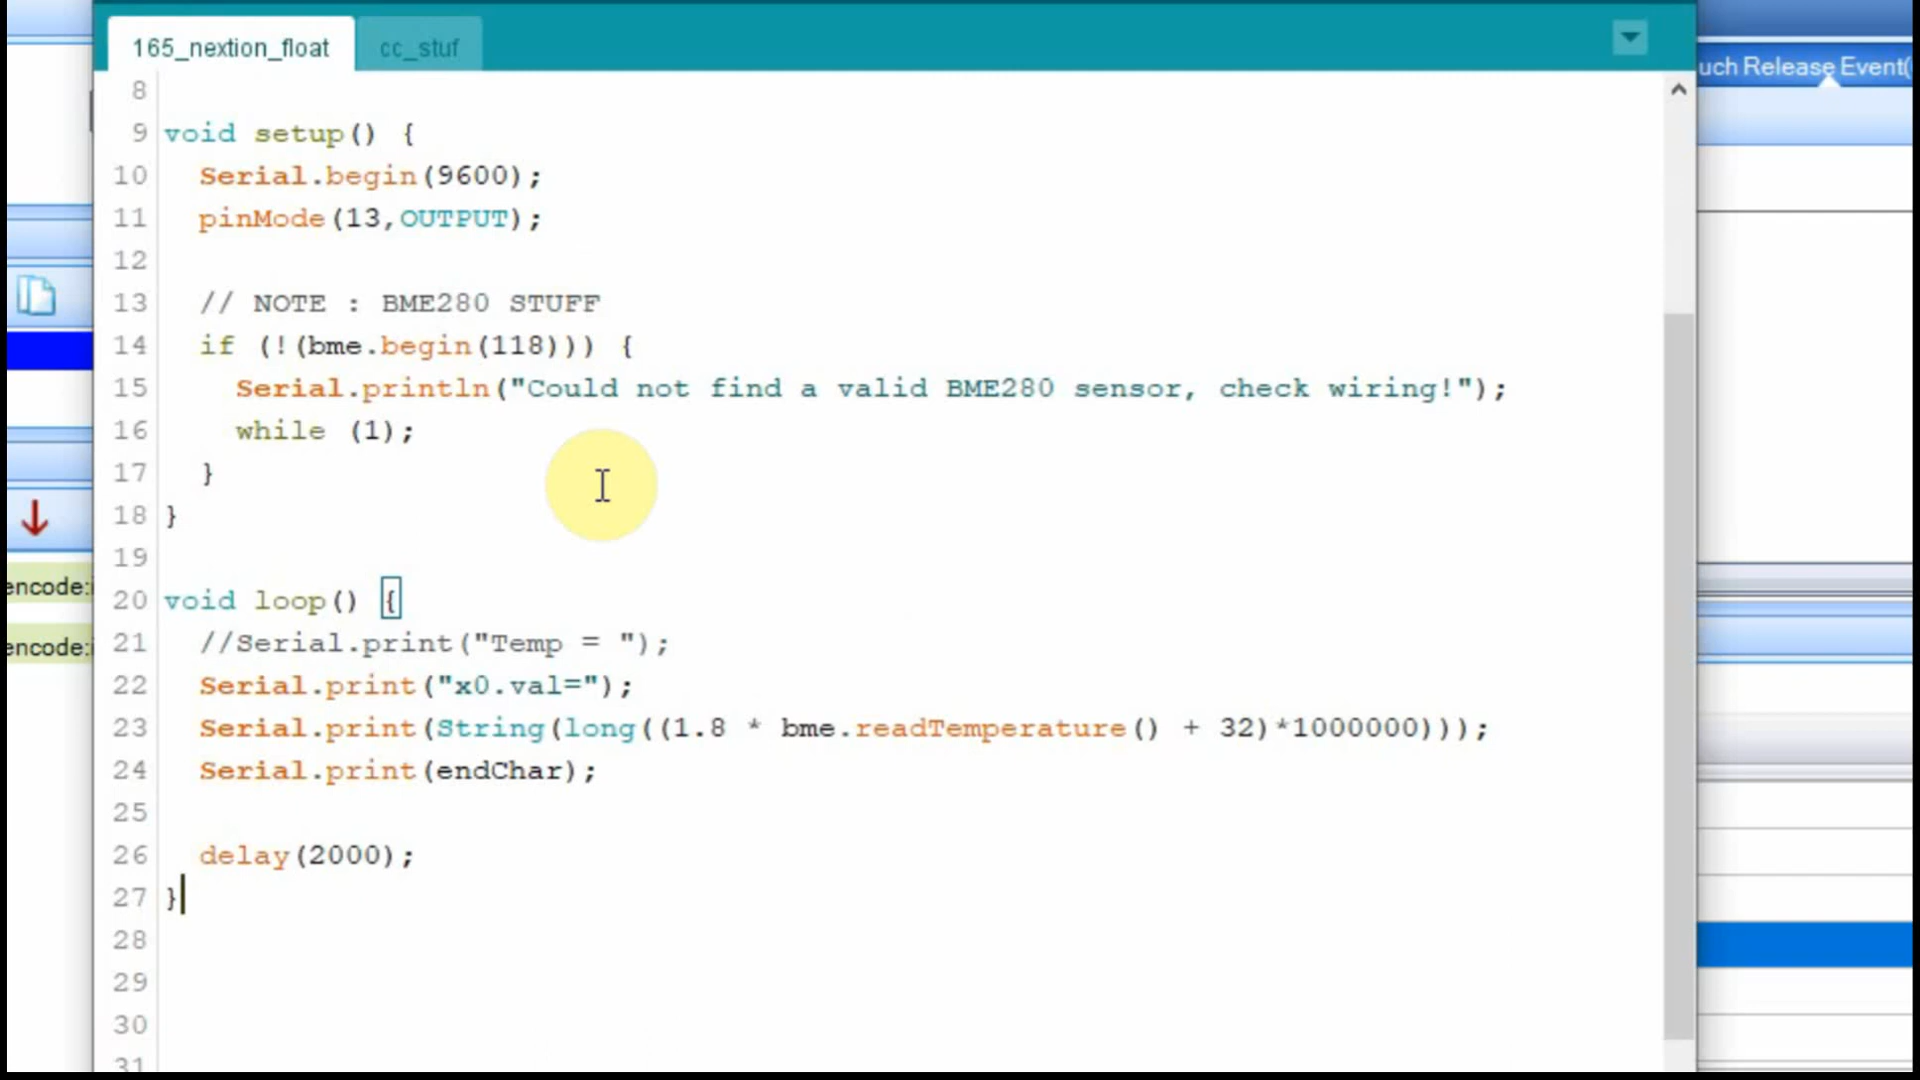 165_nextion_float cc_stuf
uch Release Event(
8
9 void setup() {
10 Serial.begin(9600);
11 pinMode(13,OUTPUT);
12
13 // NOTE : BME280 STUFF
14 if (!(bme.begin(118))) {
15 Serial.println("Could not find a valid BME280 sensor, check wiring!");
16 while (1);
17 }
18 }
19
encode:
20 void loop() {
21 //Serial.print("Temp = ");
encode:
22 Serial.print("x0.val=");
23 Serial.print(String(long((1.8 * bme.readTemperature() + 32)*1000000)));
24 Serial.print(endChar);
25
26 delay(2000);
27 }
28
29
30
31